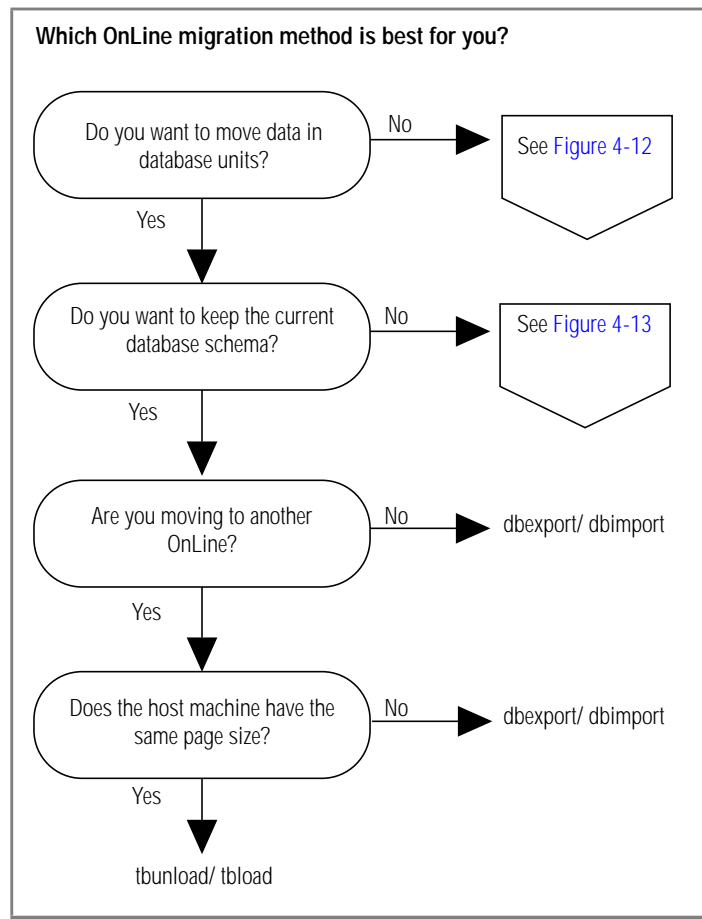 Which OnLine migration method is best for you?
Do you want to move data in
database units?
No
See Figure 4-12
Yes
Do you want to keep the current
database schema?
No
See Figure 4-13
Yes
Are you moving to another
OnLine?
No
dbexport/ dbimport
Yes
Does the host machine have the
same page size?
No
dbexport/ dbimport
Yes
tbunload/ tbload